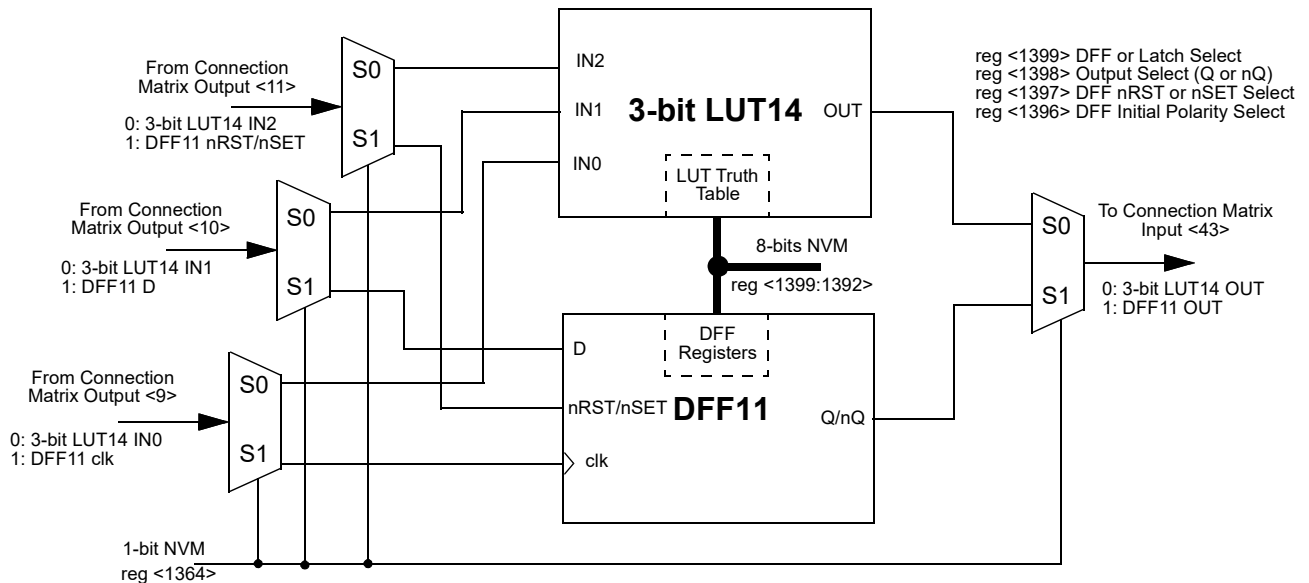 From Connection
Matrix Output <11>
0: 3-bit LUT14 IN2
1: DFF11 nRST/nSET
S0
S1
From Connection
Matrix Output <10>
0: 3-bit LUT14 IN1
1: DFF11 D
S0
S1
From Connection
Matrix Output <9>
0: 3-bit LUT14 IN0
1: DFF11 clk
S0
S1
1-bit NVM
reg <1364>
IN2
IN1
IN0
3-bit LUT14
OUT
LUT Truth
Table
8-bits NVM
reg <1399:1392>
DFF
Registers
D
nRST/nSET
clk
DFF11
Q/nQ
reg <1399> DFF or Latch Select
reg <1398> Output Select (Q or nQ)
reg <1397> DFF nRST or nSET Select
reg <1396> DFF Initial Polarity Select
S0
S1
To Connection Matrix
Input <43>
0: 3-bit LUT14 OUT
1: DFF11 OUT